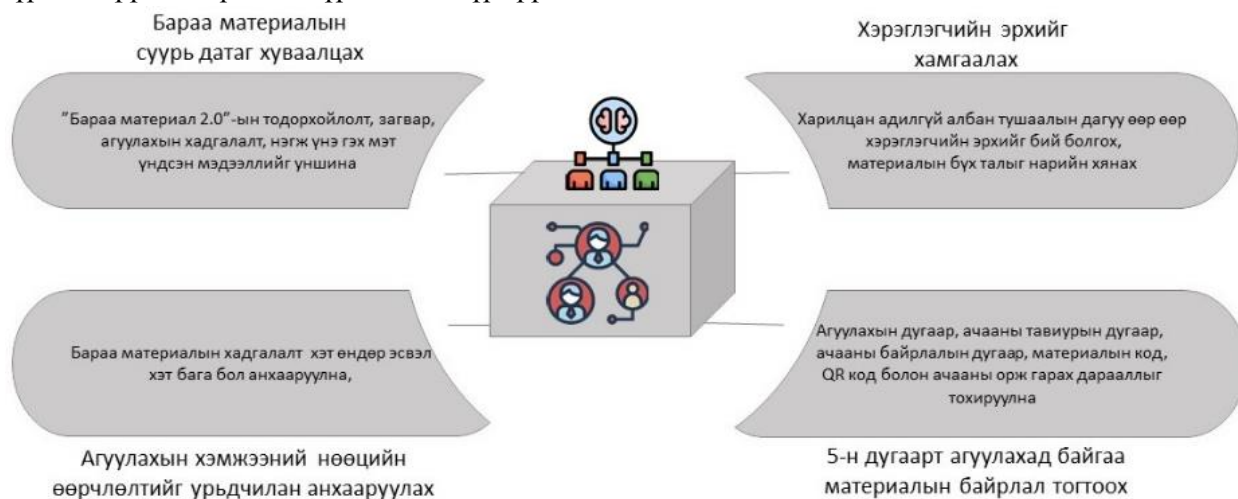 Бараа материалын
суурь датаг хуваалцах
"Бараа материал 2.0"-ын тодорхойлолт, загвар,
агуулахын хадгалалт, нэгж үнэ гэх мэт
үндсэн мэдээллийг уншина
Хэрэглэгчийн эрхийг
хамгаалах
Харилцан адилгүй албан тушаалын дагуу өөр өөр
хэрэглэгчийн эрхийг бий болгох,
материалын бүх талыг нарийн хянах
Бараа материалын хадгалалт хэт өндөр эсвэл
хэт бага бол анхааруулна,
Агуулахын хэмжээний нөөцийн
өөрчлөлтийг урьдчилан анхааруулах
Агуулахын дугаар, ачааны тавиурын дугаар,
ачааны байрлалын дугаар, материалын код,
QR код болон ачааны орж гарах дарааллыг
тохируулна
5-н дугаарт агуулахад байгаа
материалын байрлал тогтоох